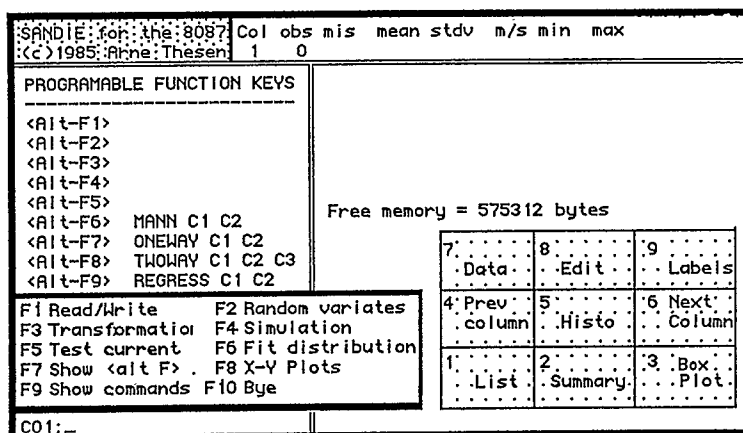 SANDIE for the 8087
(c)1985 Arne Thesen
Col obs mis mean stdv m/s min max
1 0
PROGRAMABLE FUNCTION KEYS
----------------------------
<Alt-F1>
<Alt-F2>
<Alt-F3>
<Alt-F4>
<Alt-F5>
<Alt-F6> MANN C1 C2
<Alt-F7> ONEWAY C1 C2
<Alt-F8> TWOWAY C1 C2 C3
<Alt-F9> REGRESS C1 C2
F1 Read/Write F2 Random variates
F3 Transformatio F4 Simulation
F5 Test current F6 Fit distribution
F7 Show <alt F> . F8 X-Y Plots
F9 Show commands F10 Bye
C01:_
Free memory = 575312 bytes
7 Data
8 Edit
9 Labels
4 Prev column
5 Histo
6 Next Column
1 List
2 Summary
3 Box Plot